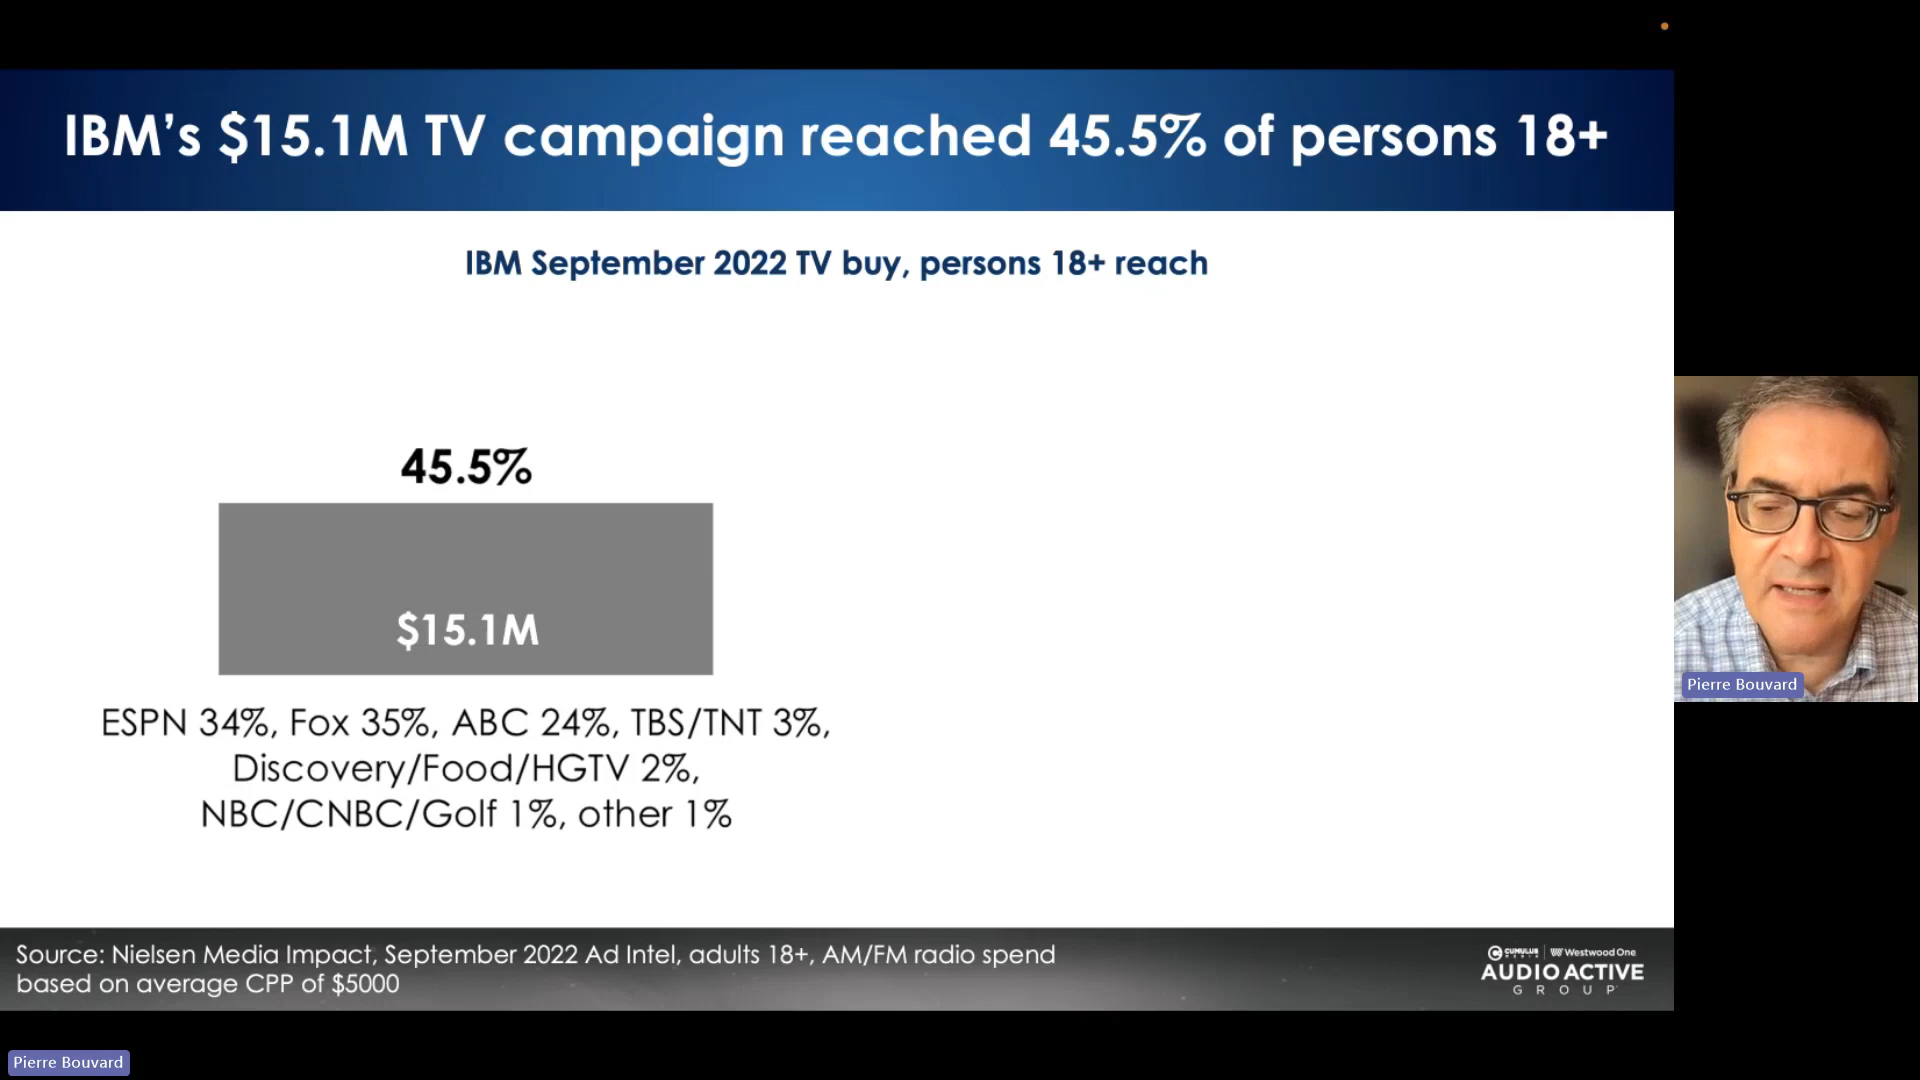 IBM's $15.1M TV campaign reached 45.5% of persons 18+
IBM September 2022 TV buy, persons 18+ reach
45.5%
$15.1M
ESPN 34%, Fox 35%, ABC 24%, TBS/TNT 3%,
Discovery/Food/HGTV 2%,
NBC/CNBC/Golf 1%, other 1%
Source: Nielsen Media Impact, September 2022 Ad Intel, adults 18+, AM/FM radio spend
based on average CPP of $5000
CUMULUS MEDIA | Westwood One
AUDIO ACTIVE
GROUP
Pierre Bouvard
Pierre Bouvard